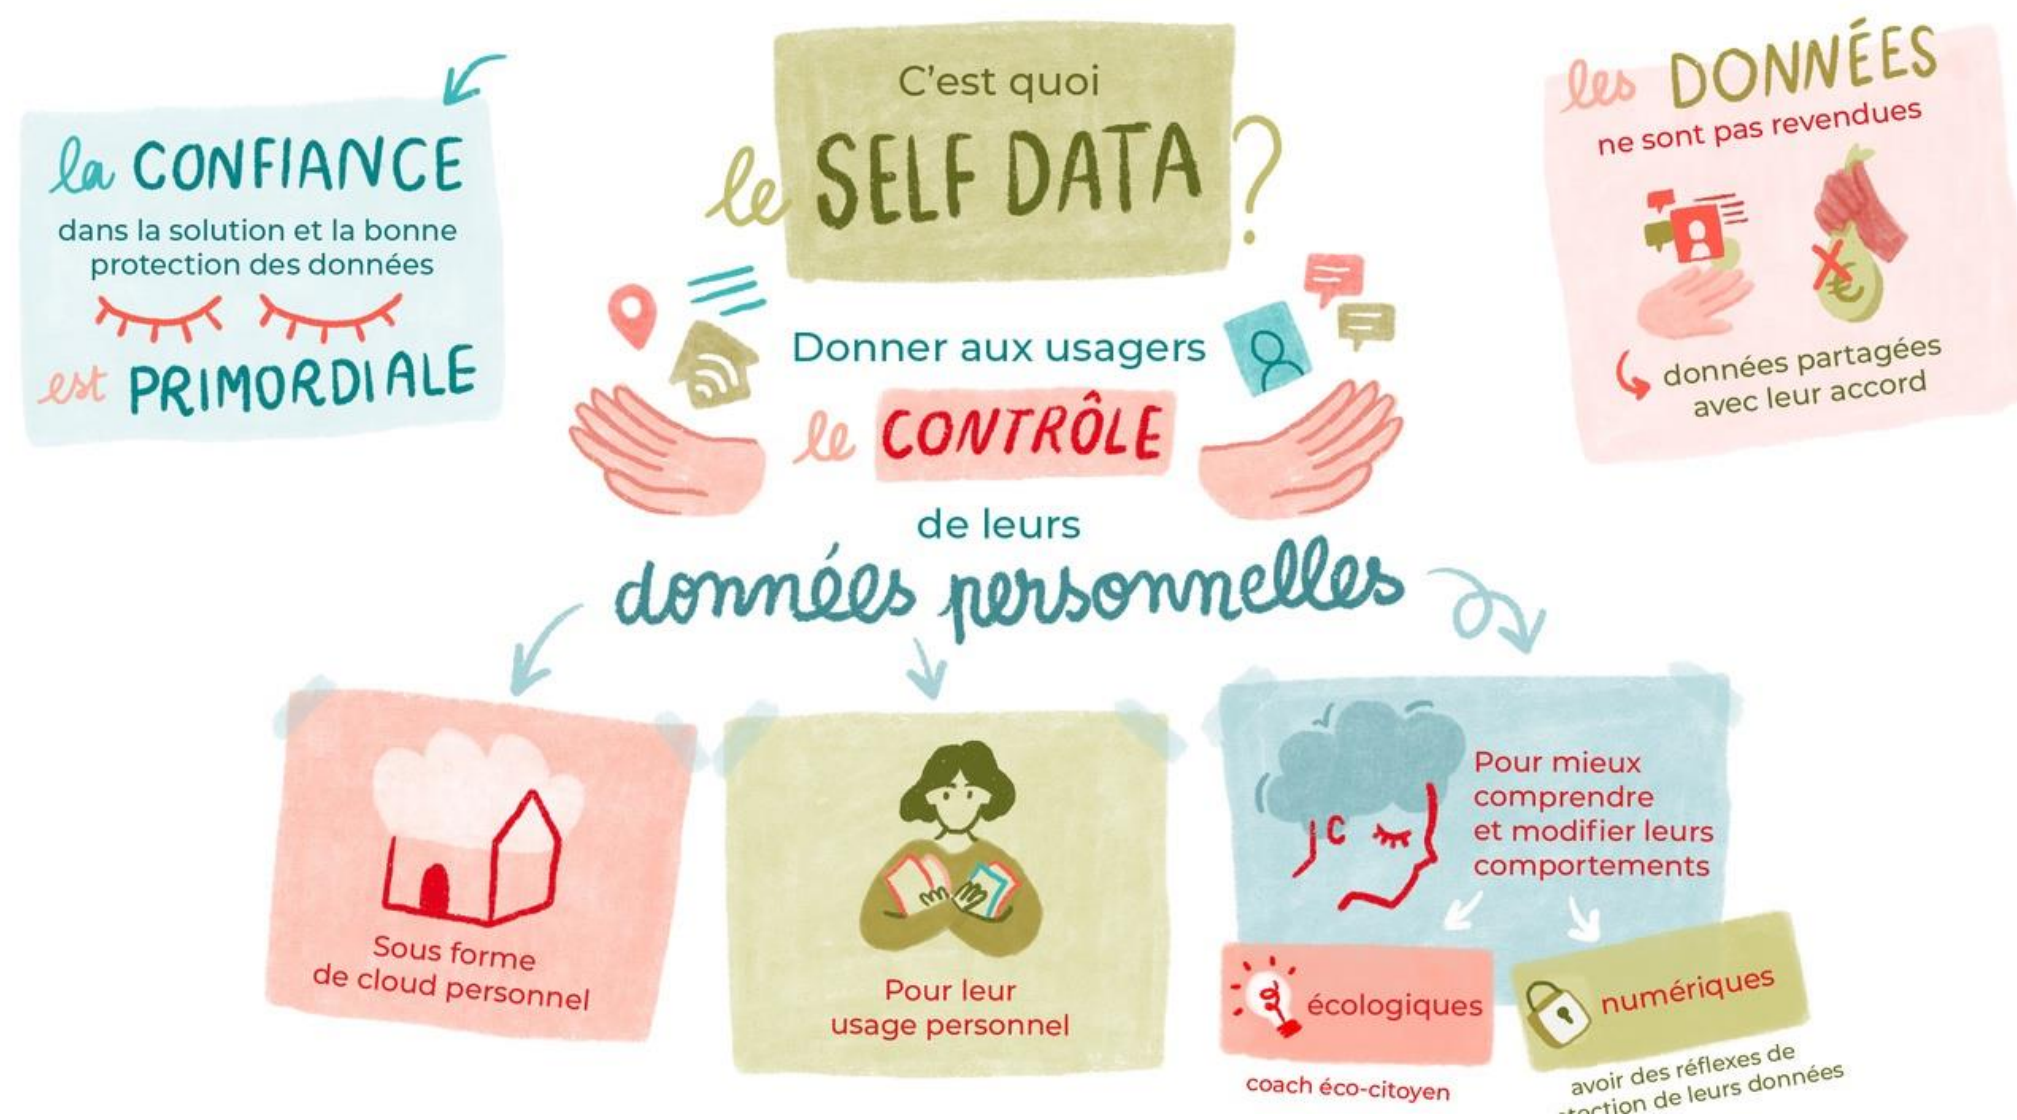 C'est quoi
le SELF DATA ?
la CONFIANCE
dans la solution et la bonne
protection des données
est PRIMORDIALE
les DONNÉES
ne sont pas revendues
€
données partagées
avec leur accord
Donner aux usagers
le CONTRÔLE
de leurs
données personnelles
Sous forme
de cloud personnel
Pour leur
usage personnel
Pour mieux
comprendre
et modifier leurs
comportements
écologiques
coach éco-citoyen
numériques
avoir des réflexes de
de leurs données